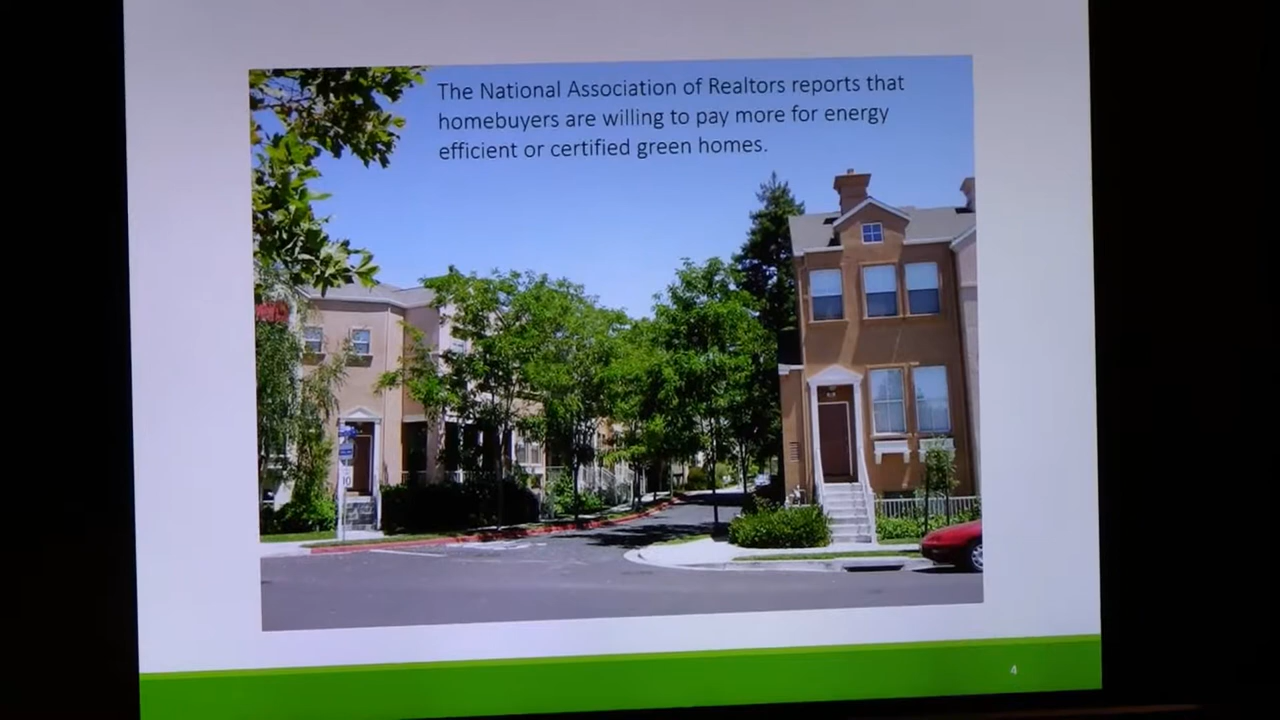 The National Association of Realtors reports that
homebuyers are willing to pay more for energy
efficient or certified green homes.
4